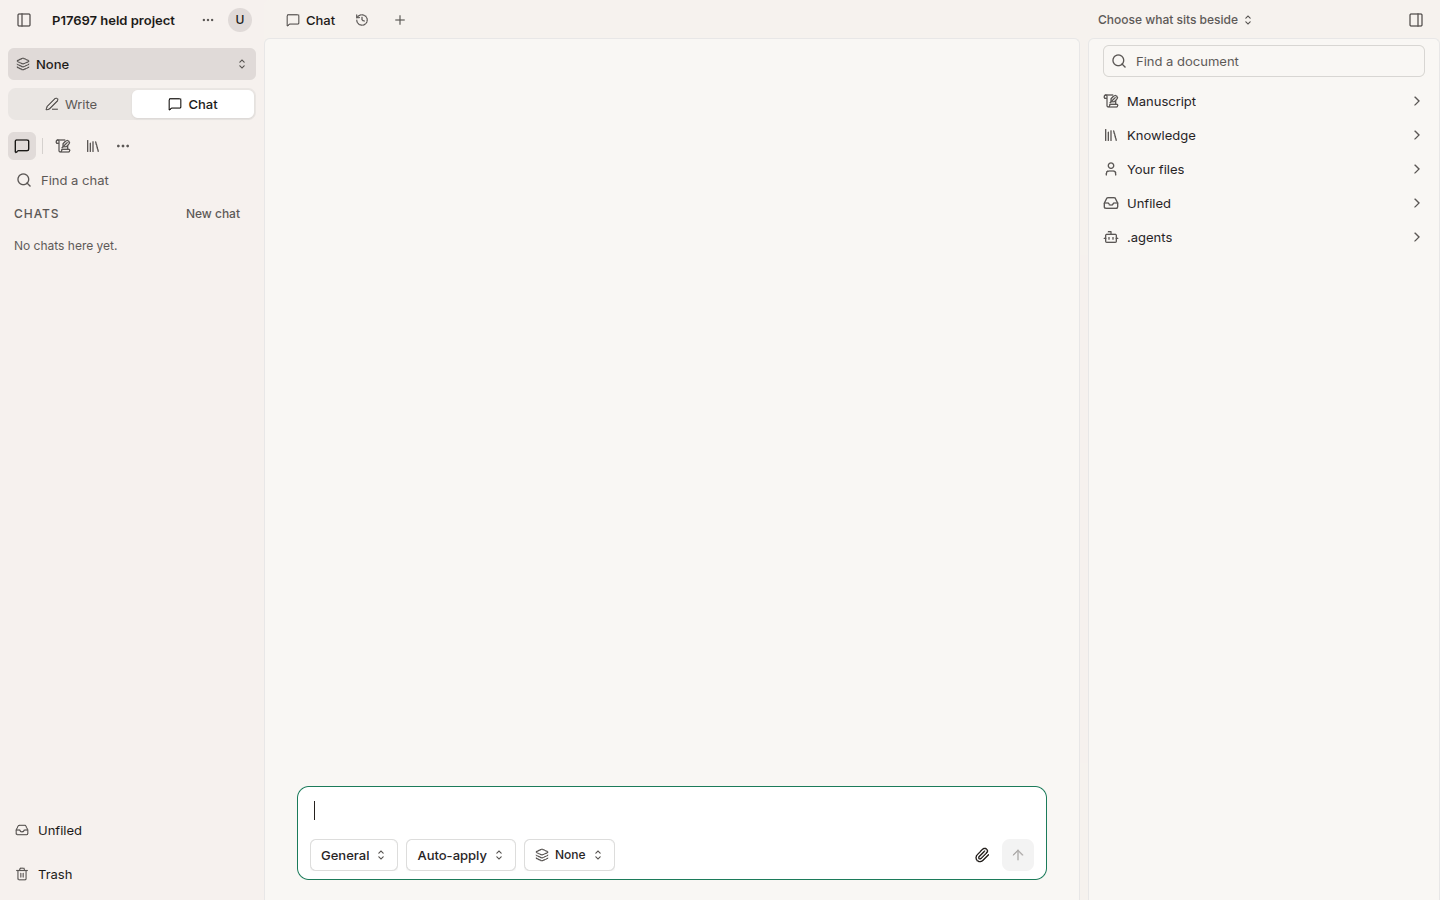 P17697 held project
U
None
Write
Chat
Find a chat
CHATS
New chat
No chats here yet.
Unfiled
Trash
Chat
General
Auto-apply
None
Choose what sits beside
Find a document
Manuscript
Knowledge
Your files
Unfiled
.agents